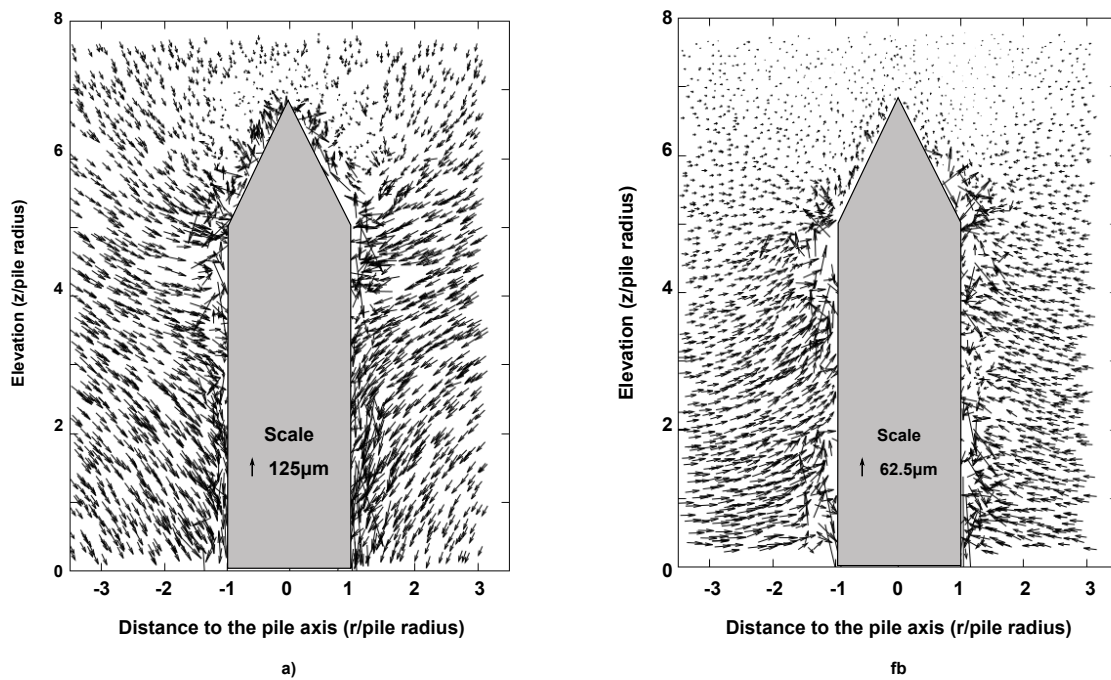 8
6
4
2
0
Elevation (z/pile radius)
Scale
125µm
-3 -2 -1 0 1 2 3
Distance to the pile axis (r/pile radius)
a)
8
6
4
2
0
Elevation (z/pile radius)
Scale
62.5µm
-3 -2 -1 0 1 2 3
Distance to the pile axis (r/pile radius)
fb